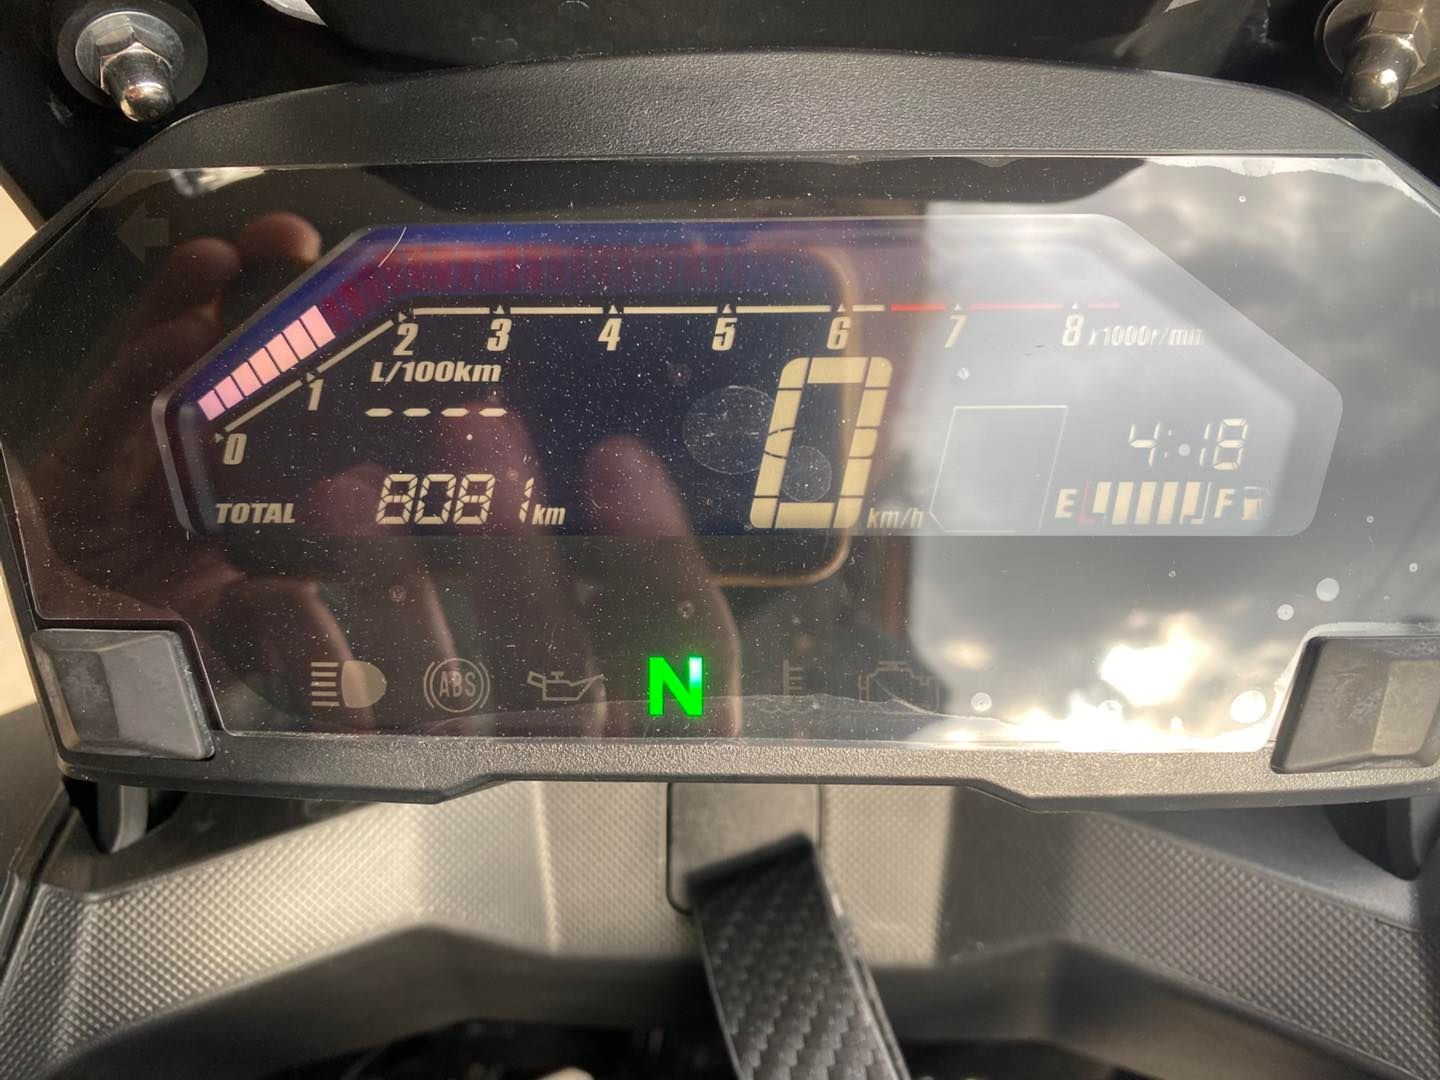 0 1 2 3 4 5 6 7 8 x1000r/min
L/100km
----
TOTAL 8081 km
0 km/h
4:18
E F
ABS
N